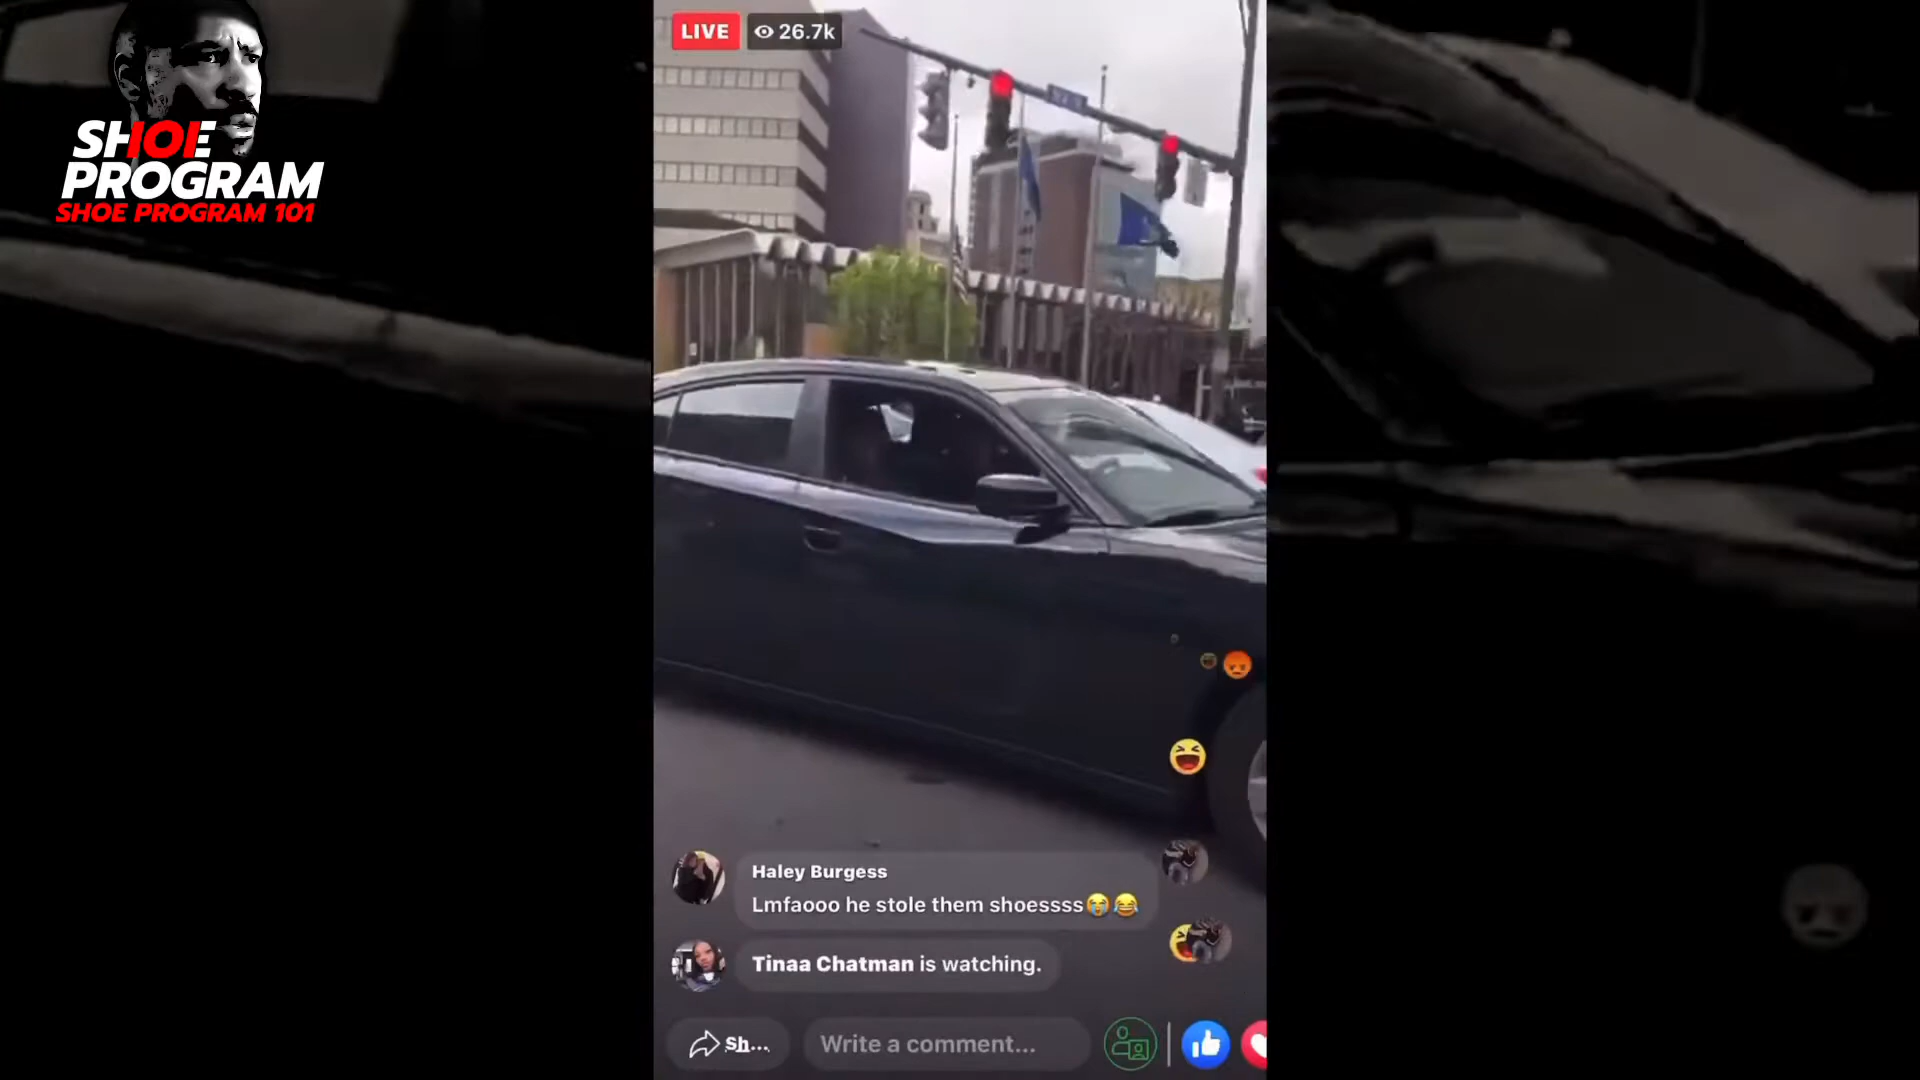 SHOE
PROGRAM
SHOE PROGRAM 101
LIVE
26.7k
Haley Burgess
Lmfaooo he stole them shoessss😭😂
Tinaa Chatman is watching.
Sh...
Write a comment...